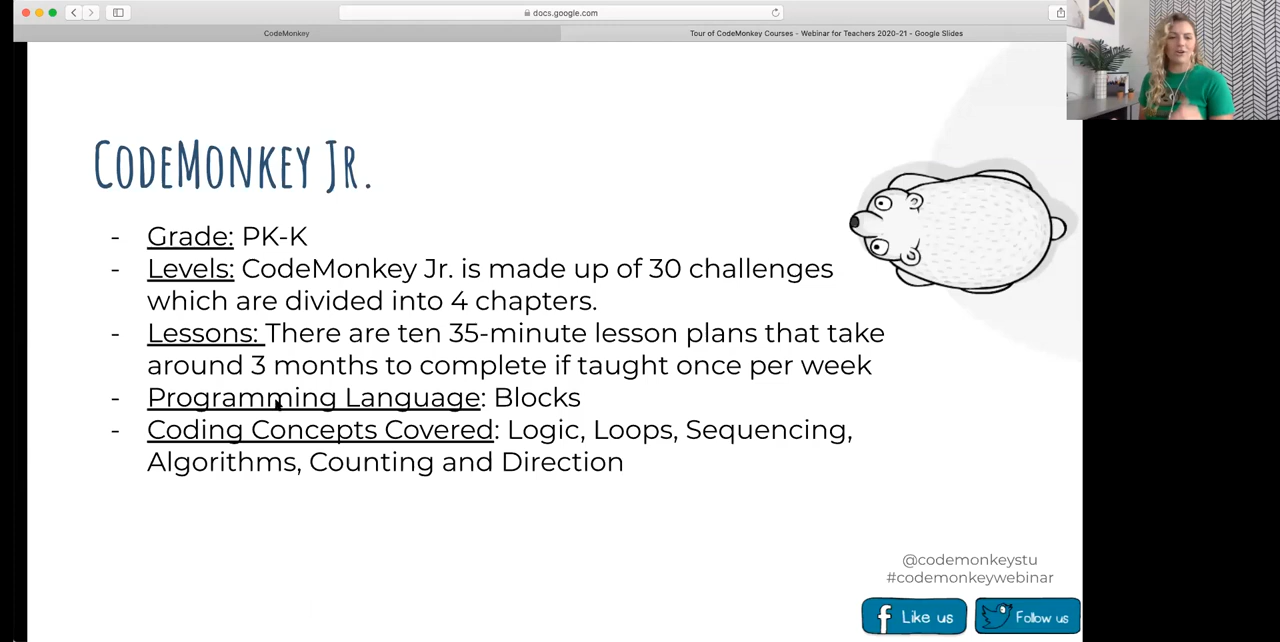 docs.google.com
CodeMonkey
Tour of CodeMonkey Courses - Webinar for Teachers 2020-21 - Google Slides
CODEMONKEY JR.
- Grade: PK-K
- Levels: CodeMonkey Jr. is made up of 30 challenges
which are divided into 4 chapters.
- Lessons: There are ten 35-minute lesson plans that take
around 3 months to complete if taught once per week
- Programming Language: Blocks
- Coding Concepts Covered: Logic, Loops, Sequencing,
Algorithms, Counting and Direction
@codemonkeystu
#codemonkeywebinar
f Like us
Follow us